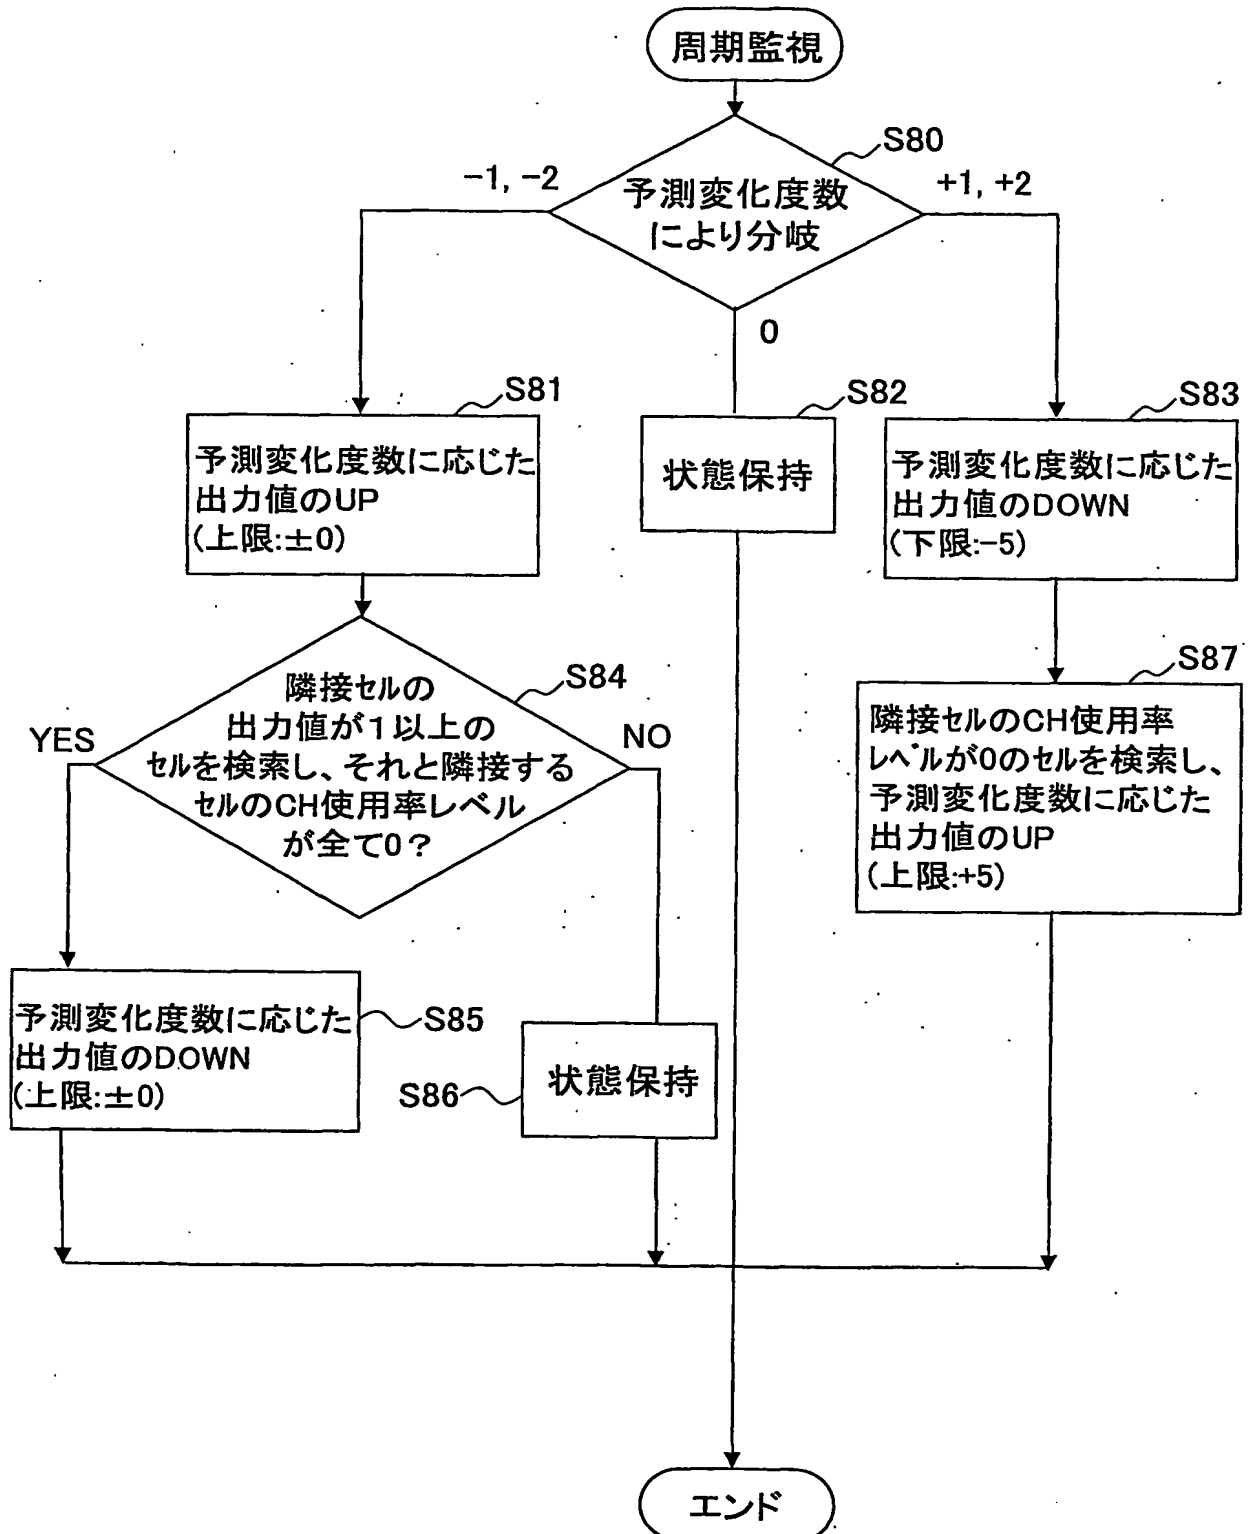 周期監視
S80
-1, -2
+1, +2
予測変化度数
により分岐
0
S81
予測変化度数に応じた
出力値のUP
(上限:±0)
S82
状態保持
S83
予測変化度数に応じた
出力値のDOWN
(下限:-5)
S84
隣接ｾﾙの
出力値が1以上の
ｾﾙを検索し、それと隣接する
ｾﾙのCH使用率レベル
が全て0？
YES
NO
S87
隣接ｾﾙのCH使用率
ﾚﾍﾞﾙが0のｾﾙを検索し、
予測変化度数に応じた
出力値のUP
(上限:+5)
予測変化度数に応じた
出力値のDOWN
(上限:±0)
S85
S86
状態保持
エンド